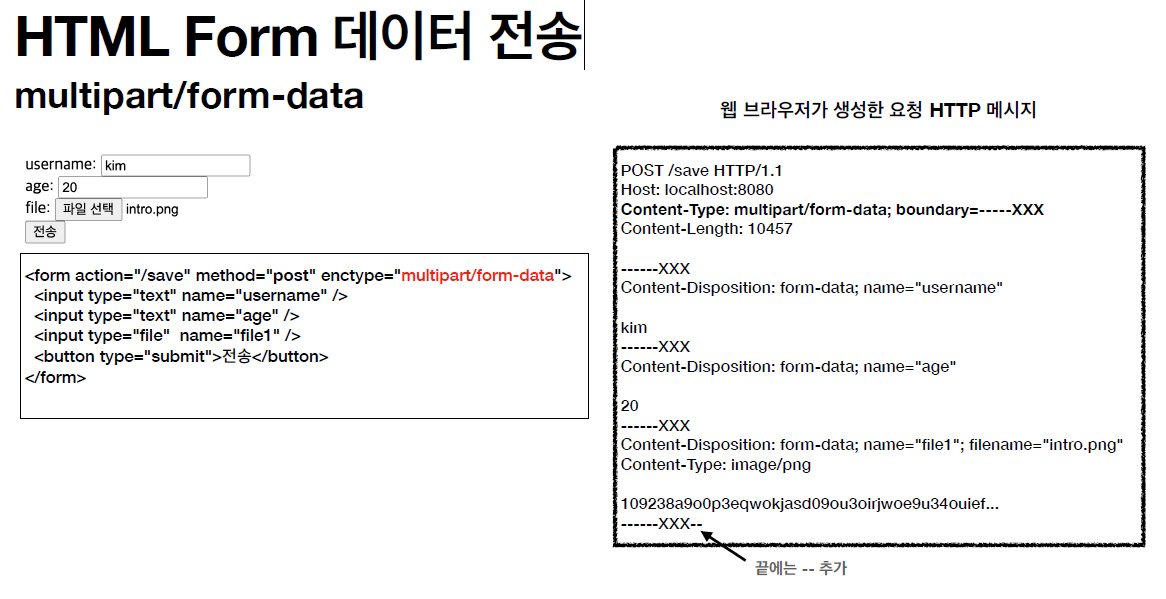 HTML Form 데이터 전송
multipart/form-data
username: kim
age: 20
file: 파일 선택 intro.png
전송
<form action="/save" method="post" enctype="multipart/form-data">
<input type="text" name="username" />
<input type="text" name="age" />
<input type="file"  name="file1" />
<button type="submit">전송</button>
</form>
웹 브라우저가 생성한 요청 HTTP 메시지
POST /save HTTP/1.1
Host: localhost:8080
Content-Type: multipart/form-data; boundary=-----XXX
Content-Length: 10457
------XXX
Content-Disposition: form-data; name="username"
kim
------XXX
Content-Disposition: form-data; name="age"
20
------XXX
Content-Disposition: form-data; name="file1"; filename="intro.png"
Content-Type: image/png
109238a9o0p3eqwokjasd09ou3oirjwoe9u34ouief...
------XXX--
끝에는 -- 추가